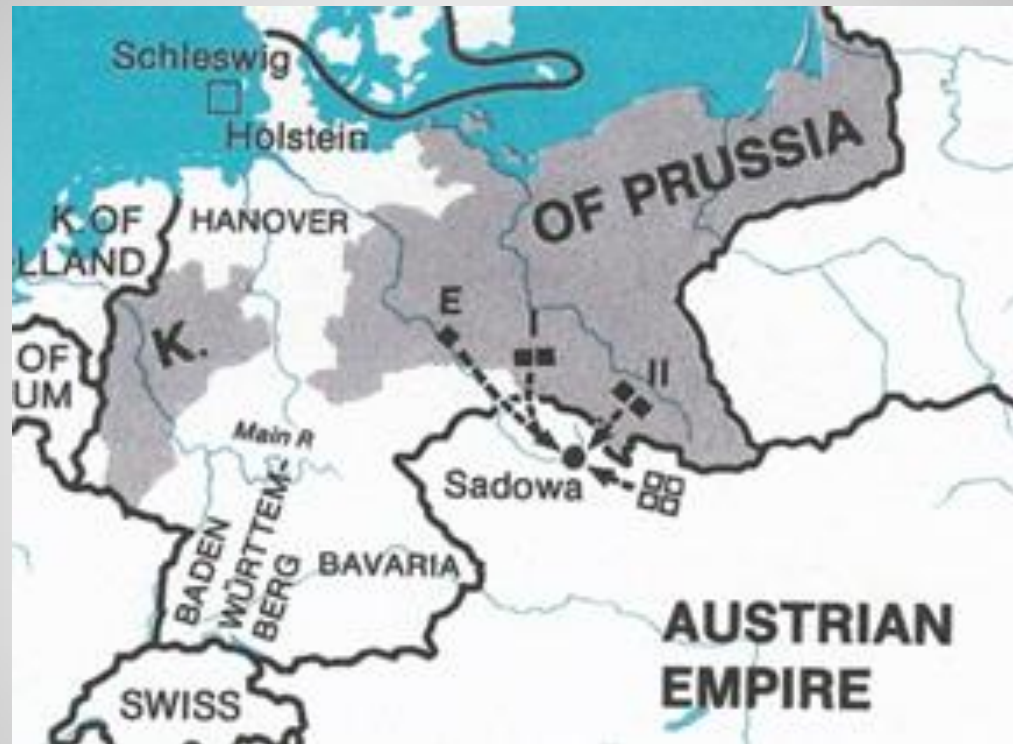 Schleswig
Holstein
K. OF
LLAND
HANOVER
OF PRUSSIA
E
I
K.
OF
UM
II
Main R
Sadowa
BADEN
WÜRTTEM-
BERG
BAVARIA
AUSTRIAN
EMPIRE
SWISS